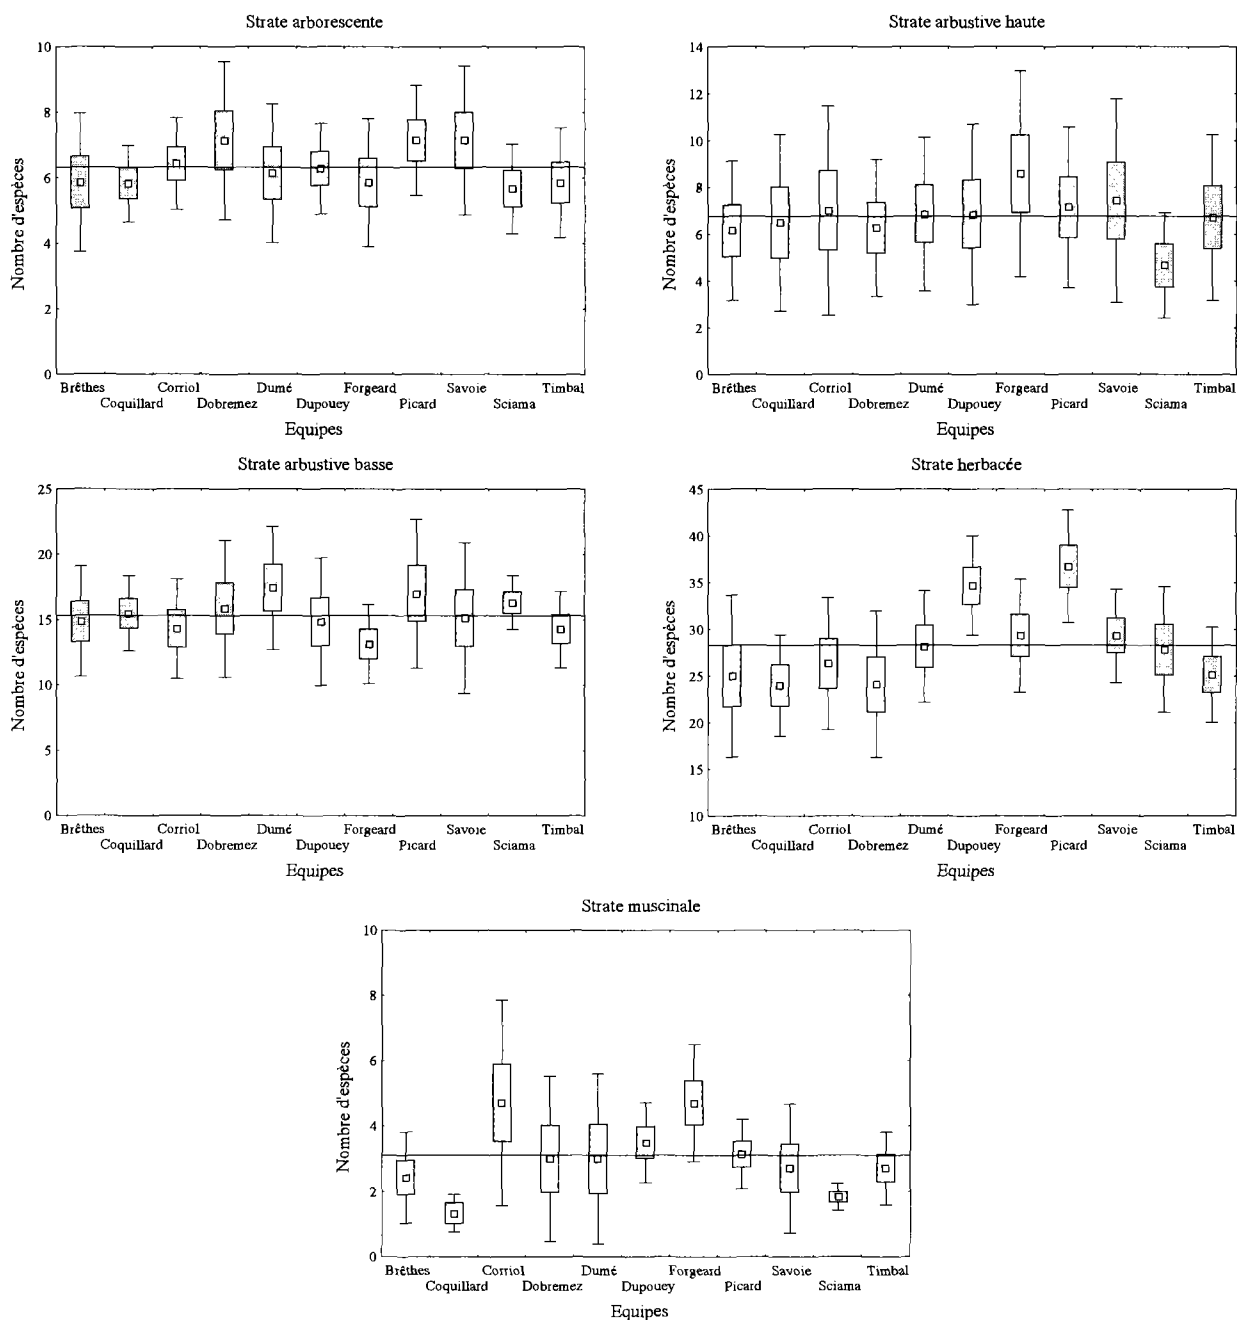 Strate arborescente
Nombre d'espèces
10
8
6
4
2
0
Brêthes Corriol Dumé Forgeard Savoie Timbal
Coquillard Dobremez Dupouey Picard Sciama
Equipes
Strate arbustive haute
Nombre d'espèces
14
12
10
8
6
4
2
0
Brêthes Corriol Dumé Forgeard Savoie Timbal
Coquillard Dobremez Dupouey Picard Sciama
Equipes
Strate arbustive basse
Nombre d'espèces
25
20
15
10
5
0
Brêthes Corriol Dumé Forgeard Savoie Timbal
Coquillard Dobremez Dupouey Picard Sciama
Equipes
Strate herbacée
Nombre d'espèces
45
40
35
30
25
20
15
10
Brêthes Corriol Dumé Forgeard Savoie Timbal
Coquillard Dobremez Dupouey Picard Sciama
Equipes
Strate muscinale
Nombre d'espèces
10
8
6
4
2
0
Brêthes Corriol Dumé Forgeard Savoie Timbal
Coquillard Dobremez Dupouey Picard Sciama
Equipes